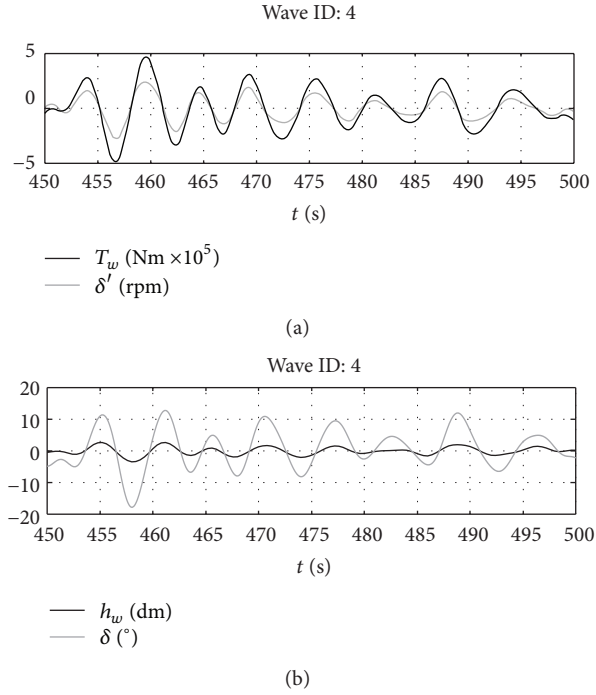 Wave ID: 4
5
0
−5
450 455 460 465 470 475 480 485 490 495 500
t (s)
T_w (Nm ×10^5)
δ′ (rpm)
(a)
Wave ID: 4
20
10
0
−10
−20
450 455 460 465 470 475 480 485 490 495 500
t (s)
h_w (dm)
δ (°)
(b)